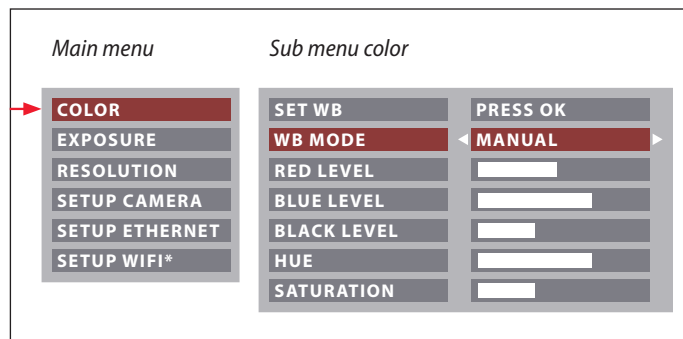 Main menu
Sub menu color
COLOR
EXPOSURE
RESOLUTION
SETUP CAMERA
SETUP ETHERNET
SETUP WIFI*
SET WB PRESS OK
WB MODE MANUAL
RED LEVEL
BLUE LEVEL
BLACK LEVEL
HUE
SATURATION